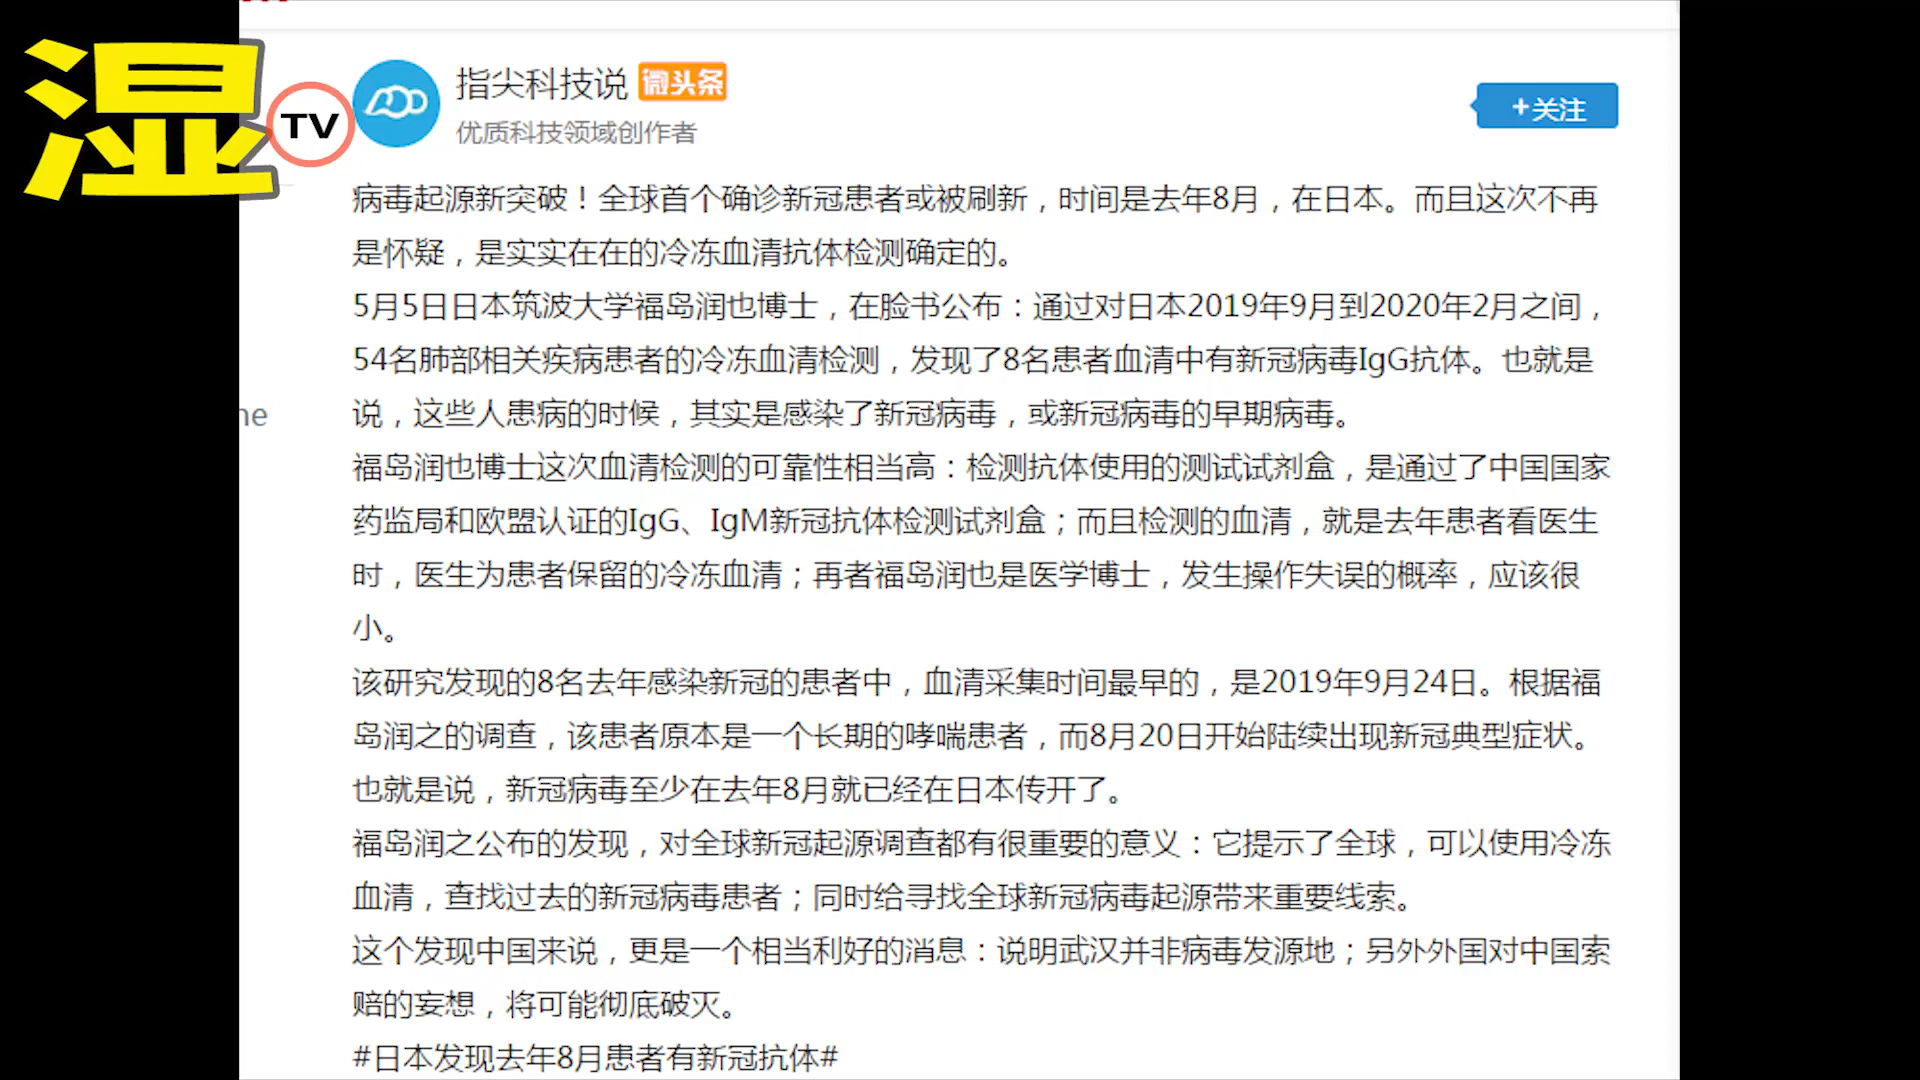 湿
TV
指尖科技说 微头条
+关注
优质科技领域创作者
病毒起源新突破！全球首个确诊新冠患者或被刷新，时间是去年8月，在日本。而且这次不再
是怀疑，是实实在在的冷冻血清抗体检测确定的。
5月5日日本筑波大学福岛润也博士，在脸书公布：通过对日本2019年9月到2020年2月之间，
54名肺部相关疾病患者的冷冻血清检测，发现了8名患者血清中有新冠病毒IgG抗体。也就是
说，这些人患病的时候，其实是感染了新冠病毒，或新冠病毒的早期病毒。
福岛润也博士这次血清检测的可靠性相当高：检测抗体使用的测试试剂盒，是通过了中国国家
药监局和欧盟认证的IgG、IgM新冠抗体检测试剂盒；而且检测的血清，就是去年患者看医生
时，医生为患者保留的冷冻血清；再者福岛润也是医学博士，发生操作失误的概率，应该很
小。
该研究发现的8名去年感染新冠的患者中，血清采集时间最早的，是2019年9月24日。根据福
岛润之的调查，该患者原本是一个长期的哮喘患者，而8月20日开始陆续出现新冠典型症状。
也就是说，新冠病毒至少在去年8月就已经在日本传开了。
福岛润之公布的发现，对全球新冠起源调查都有很重要的意义：它提示了全球，可以使用冷冻
血清，查找过去的新冠病毒患者；同时给寻找全球新冠病毒起源带来重要线索。
这个发现中国来说，更是一个相当利好的消息：说明武汉并非病毒发源地；另外外国对中国索
赔的妄想，将可能彻底破灭。
#日本发现去年8月患者有新冠抗体#